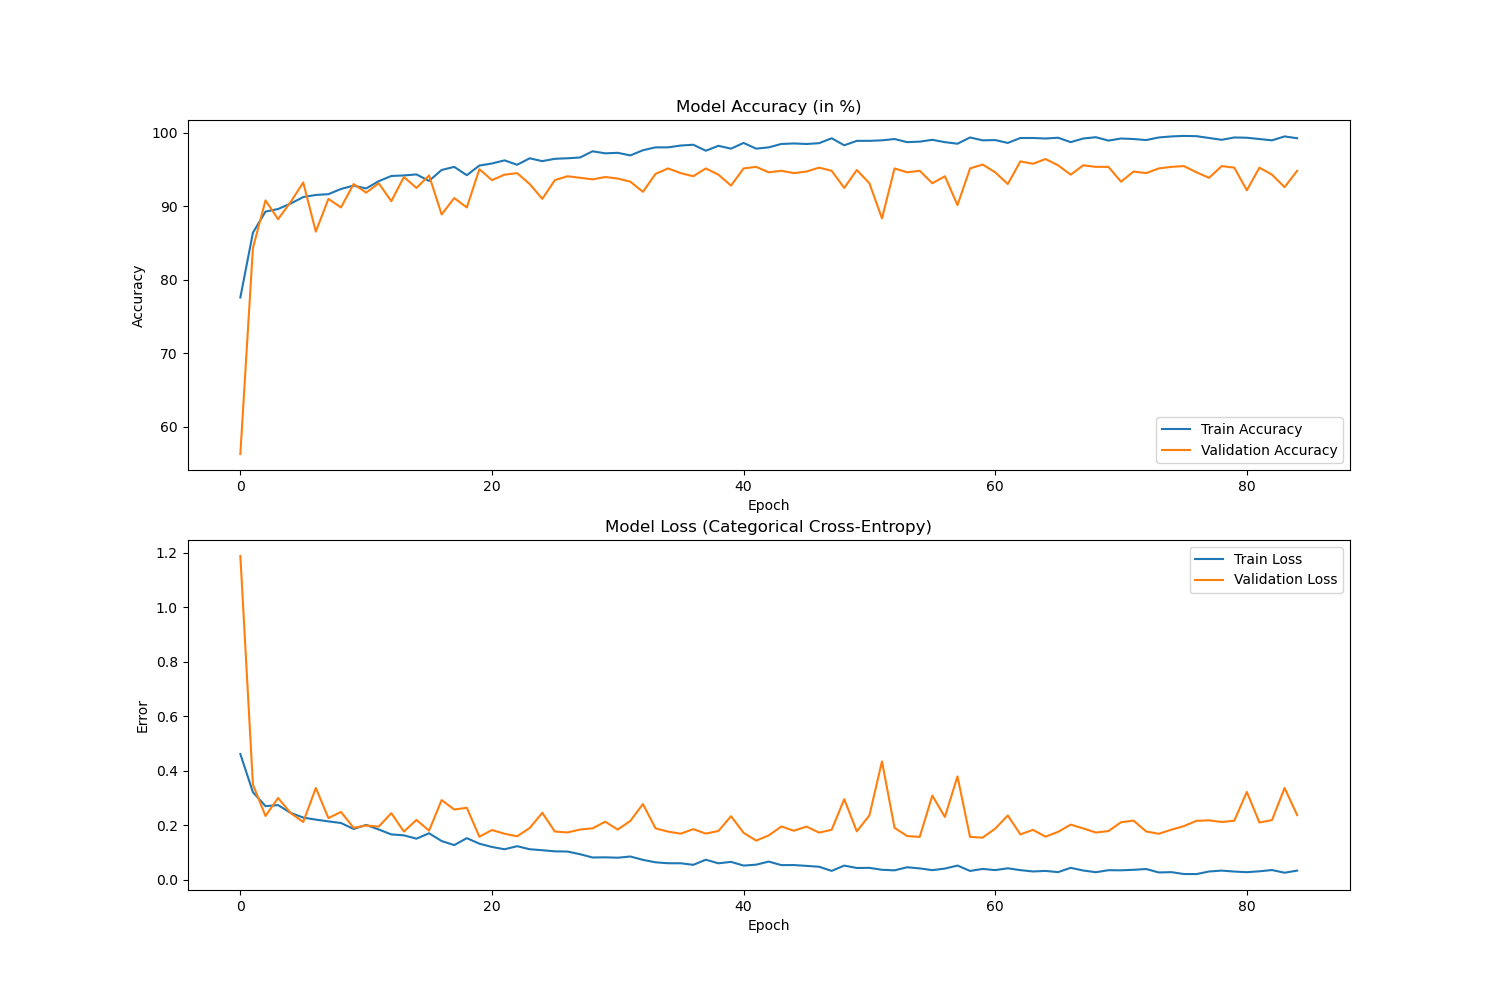 Model Accuracy (in %)
100
90
80
70
60
Accuracy
Train Accuracy
Validation Accuracy
0 20 40 60 80
Epoch
Model Loss (Categorical Cross-Entropy)
1.2
1.0
0.8
0.6
0.4
0.2
0.0
Error
Train Loss
Validation Loss
0 20 40 60 80
Epoch